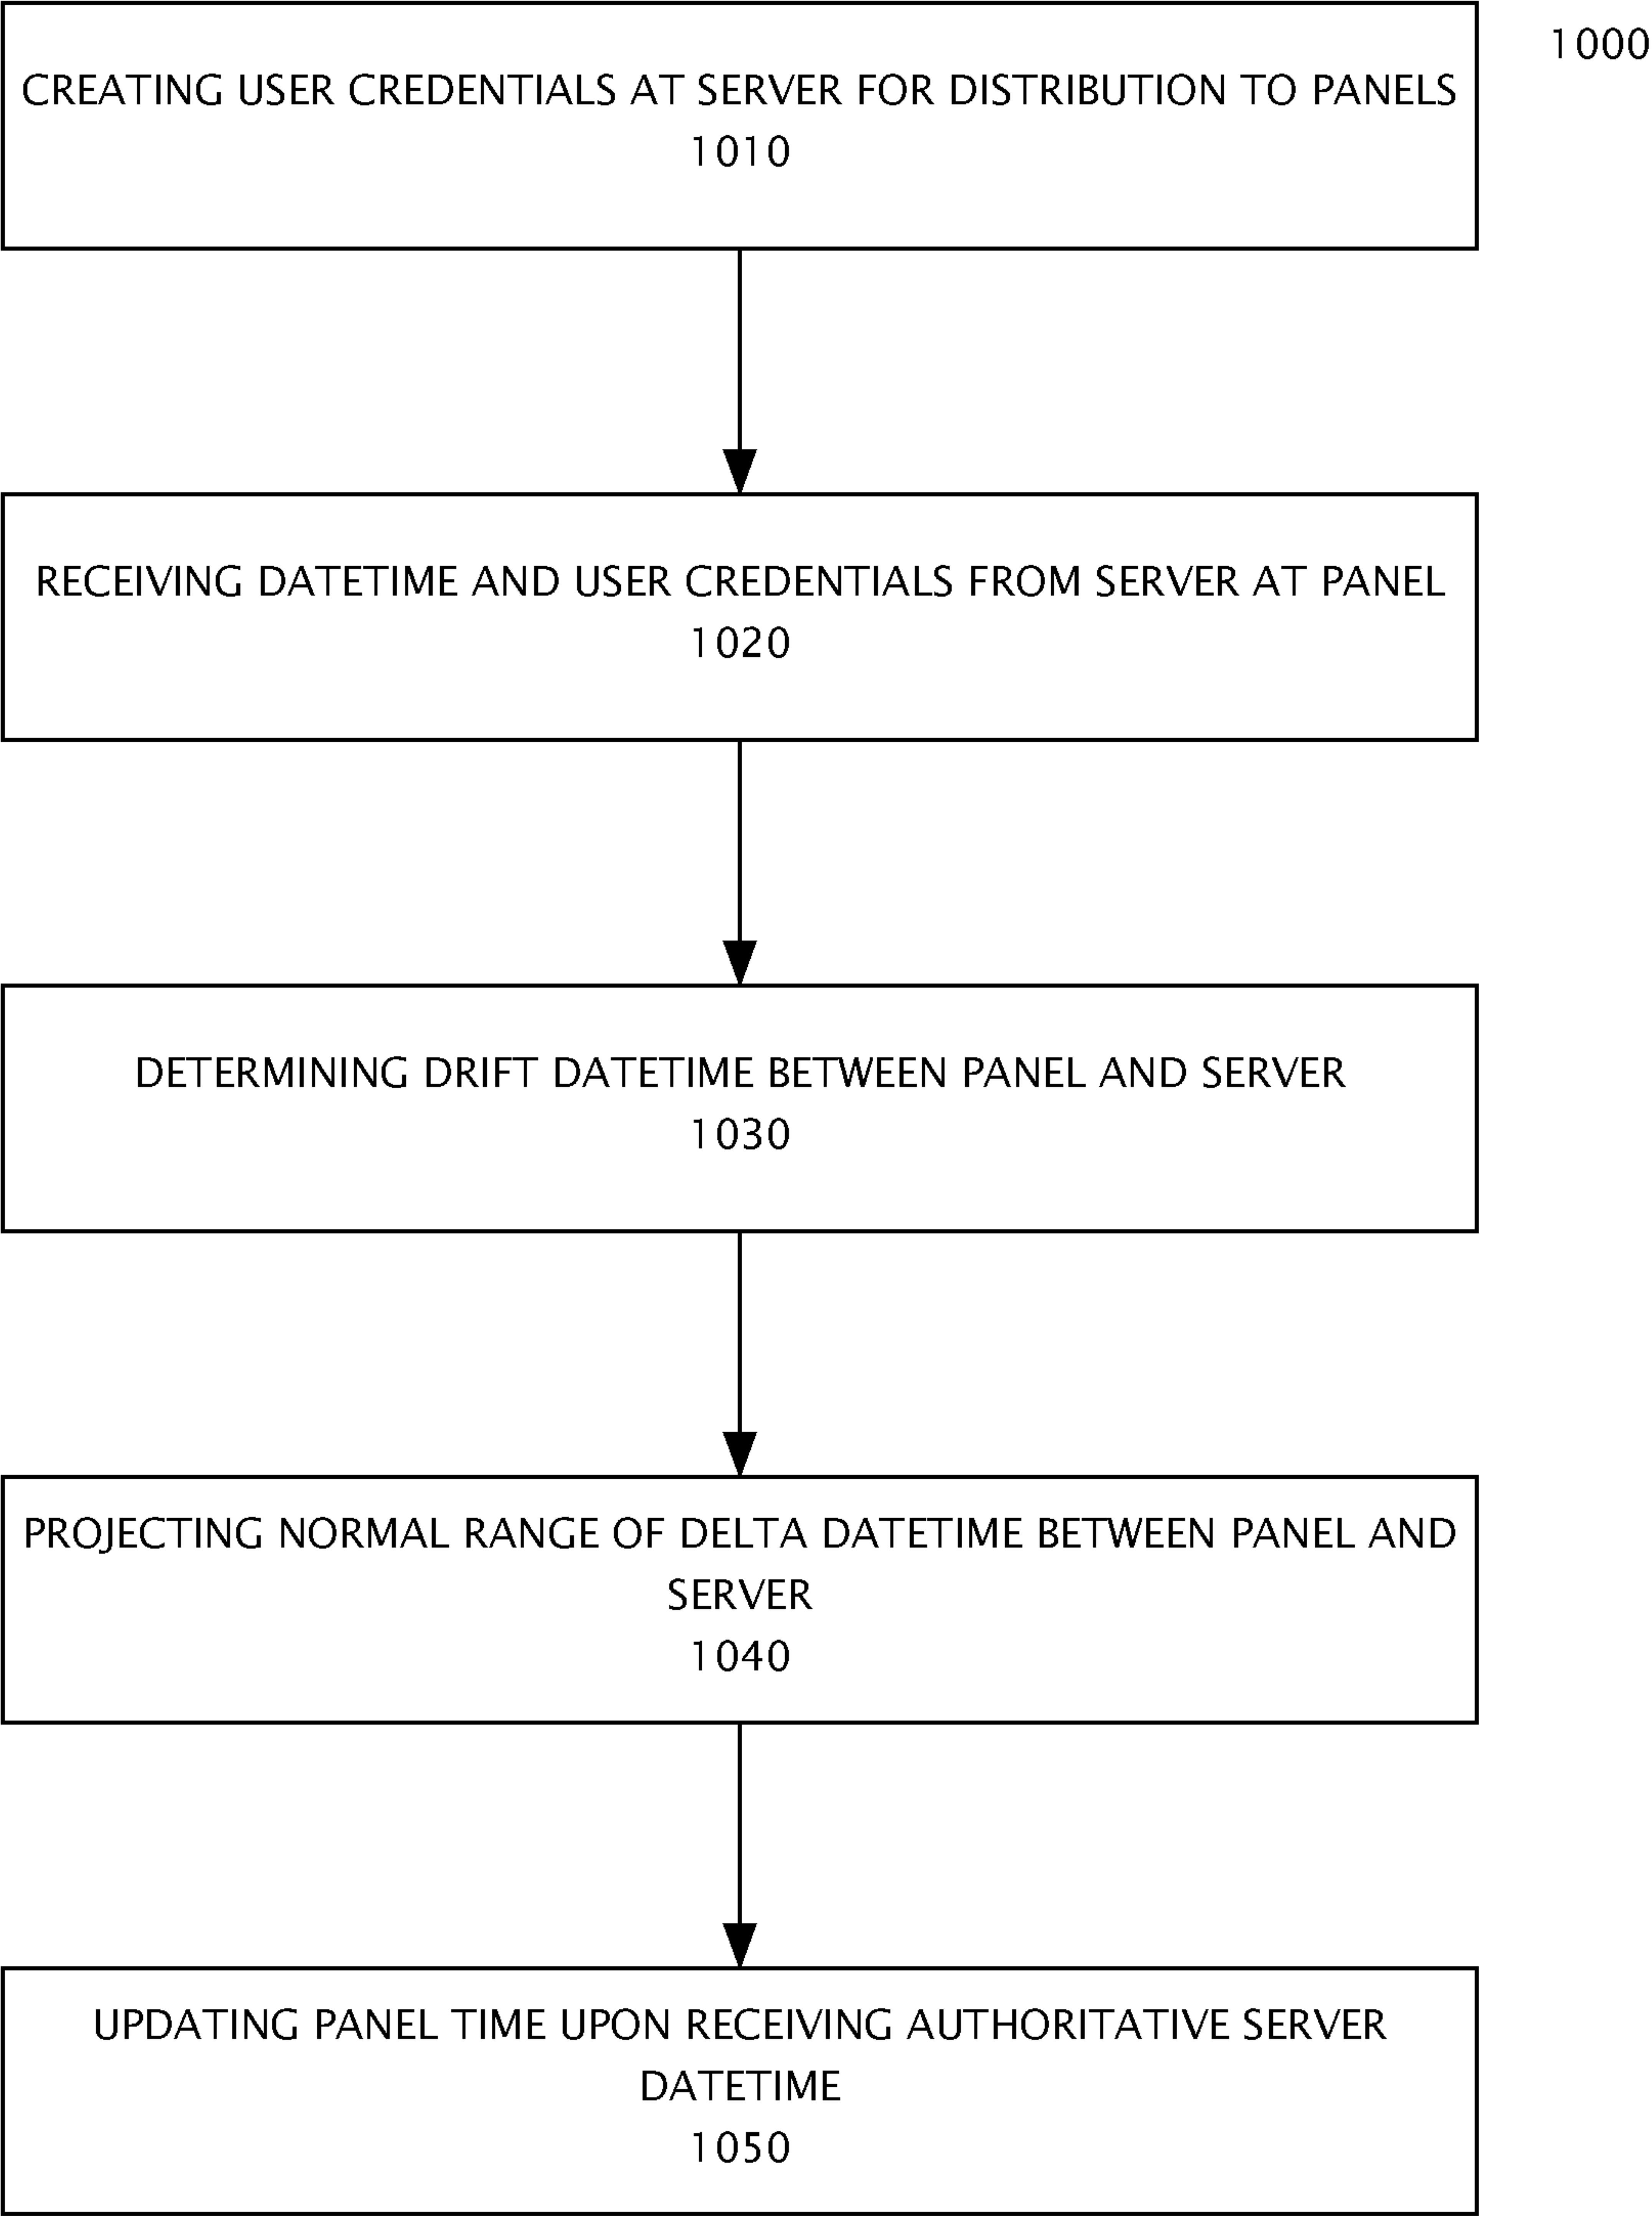 1000
CREATING USER CREDENTIALS AT SERVER FOR DISTRIBUTION TO PANELS
1010
RECEIVING DATETIME AND USER CREDENTIALS FROM SERVER AT PANEL
1020
DETERMINING DRIFT DATETIME BETWEEN PANEL AND SERVER
1030
PROJECTING NORMAL RANGE OF DELTA DATETIME BETWEEN PANEL AND
SERVER
1040
UPDATING PANEL TIME UPON RECEIVING AUTHORITATIVE SERVER
DATETIME
1050